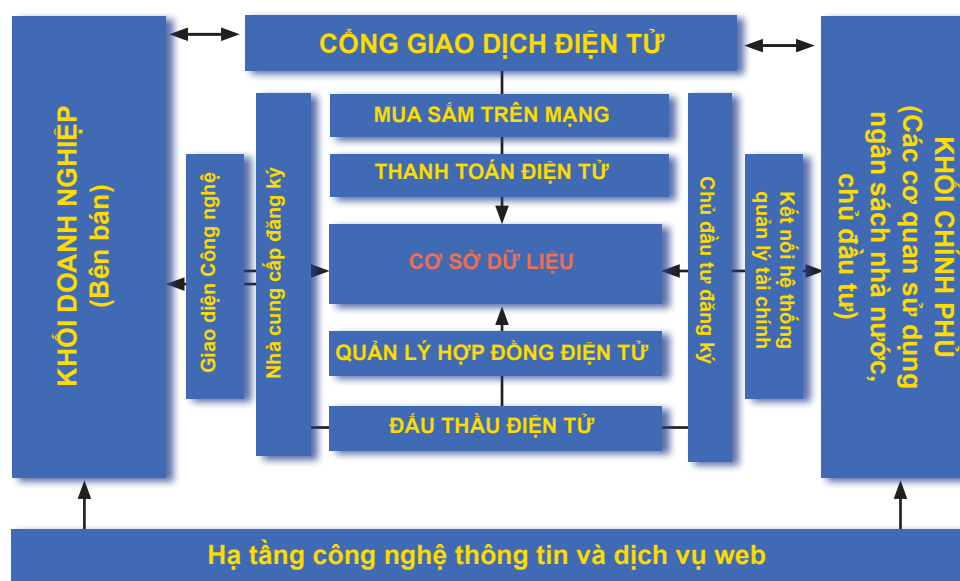 CỔNG GIAO DỊCH ĐIỆN TỬ
KHỐI DOANH NGHIỆP
(Bên bán)
Giao diện Công nghệ
Nhà cung cấp đăng ký
MUA SẮM TRÊN MẠNG
THANH TOÁN ĐIỆN TỬ
CƠ SỞ DỮ LIỆU
QUẢN LÝ HỢP ĐỒNG ĐIỆN TỬ
ĐẤU THẦU ĐIỆN TỬ
Chủ đầu tư đăng ký
Kết nối hệ thống
quản lý tài chính
KHỐI CHÍNH PHỦ
(Các cơ quan sử dụng
ngân sách nhà nước,
chủ đầu tư)
Hạ tầng công nghệ thông tin và dịch vụ web